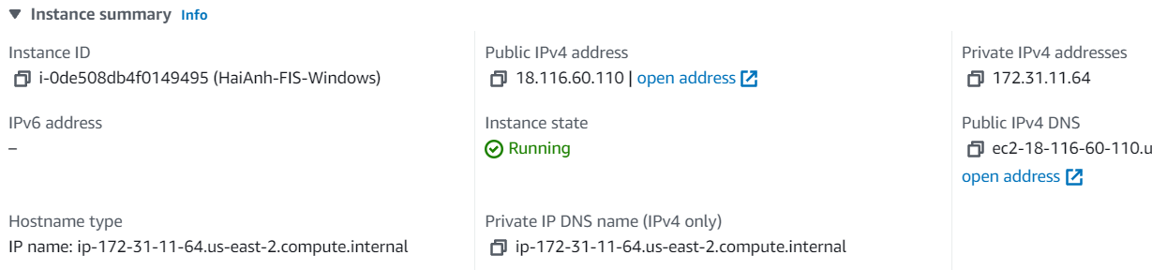 Instance summary Info
Instance ID
i-0de508db4f0149495 (HaiAnh-FIS-Windows)
Public IPv4 address
18.116.60.110 | open address
Private IPv4 addresses
172.31.11.64
IPv6 address
–
Instance state
Running
Public IPv4 DNS
ec2-18-116-60-110.u
open address
Hostname type
IP name: ip-172-31-11-64.us-east-2.compute.internal
Private IP DNS name (IPv4 only)
ip-172-31-11-64.us-east-2.compute.internal